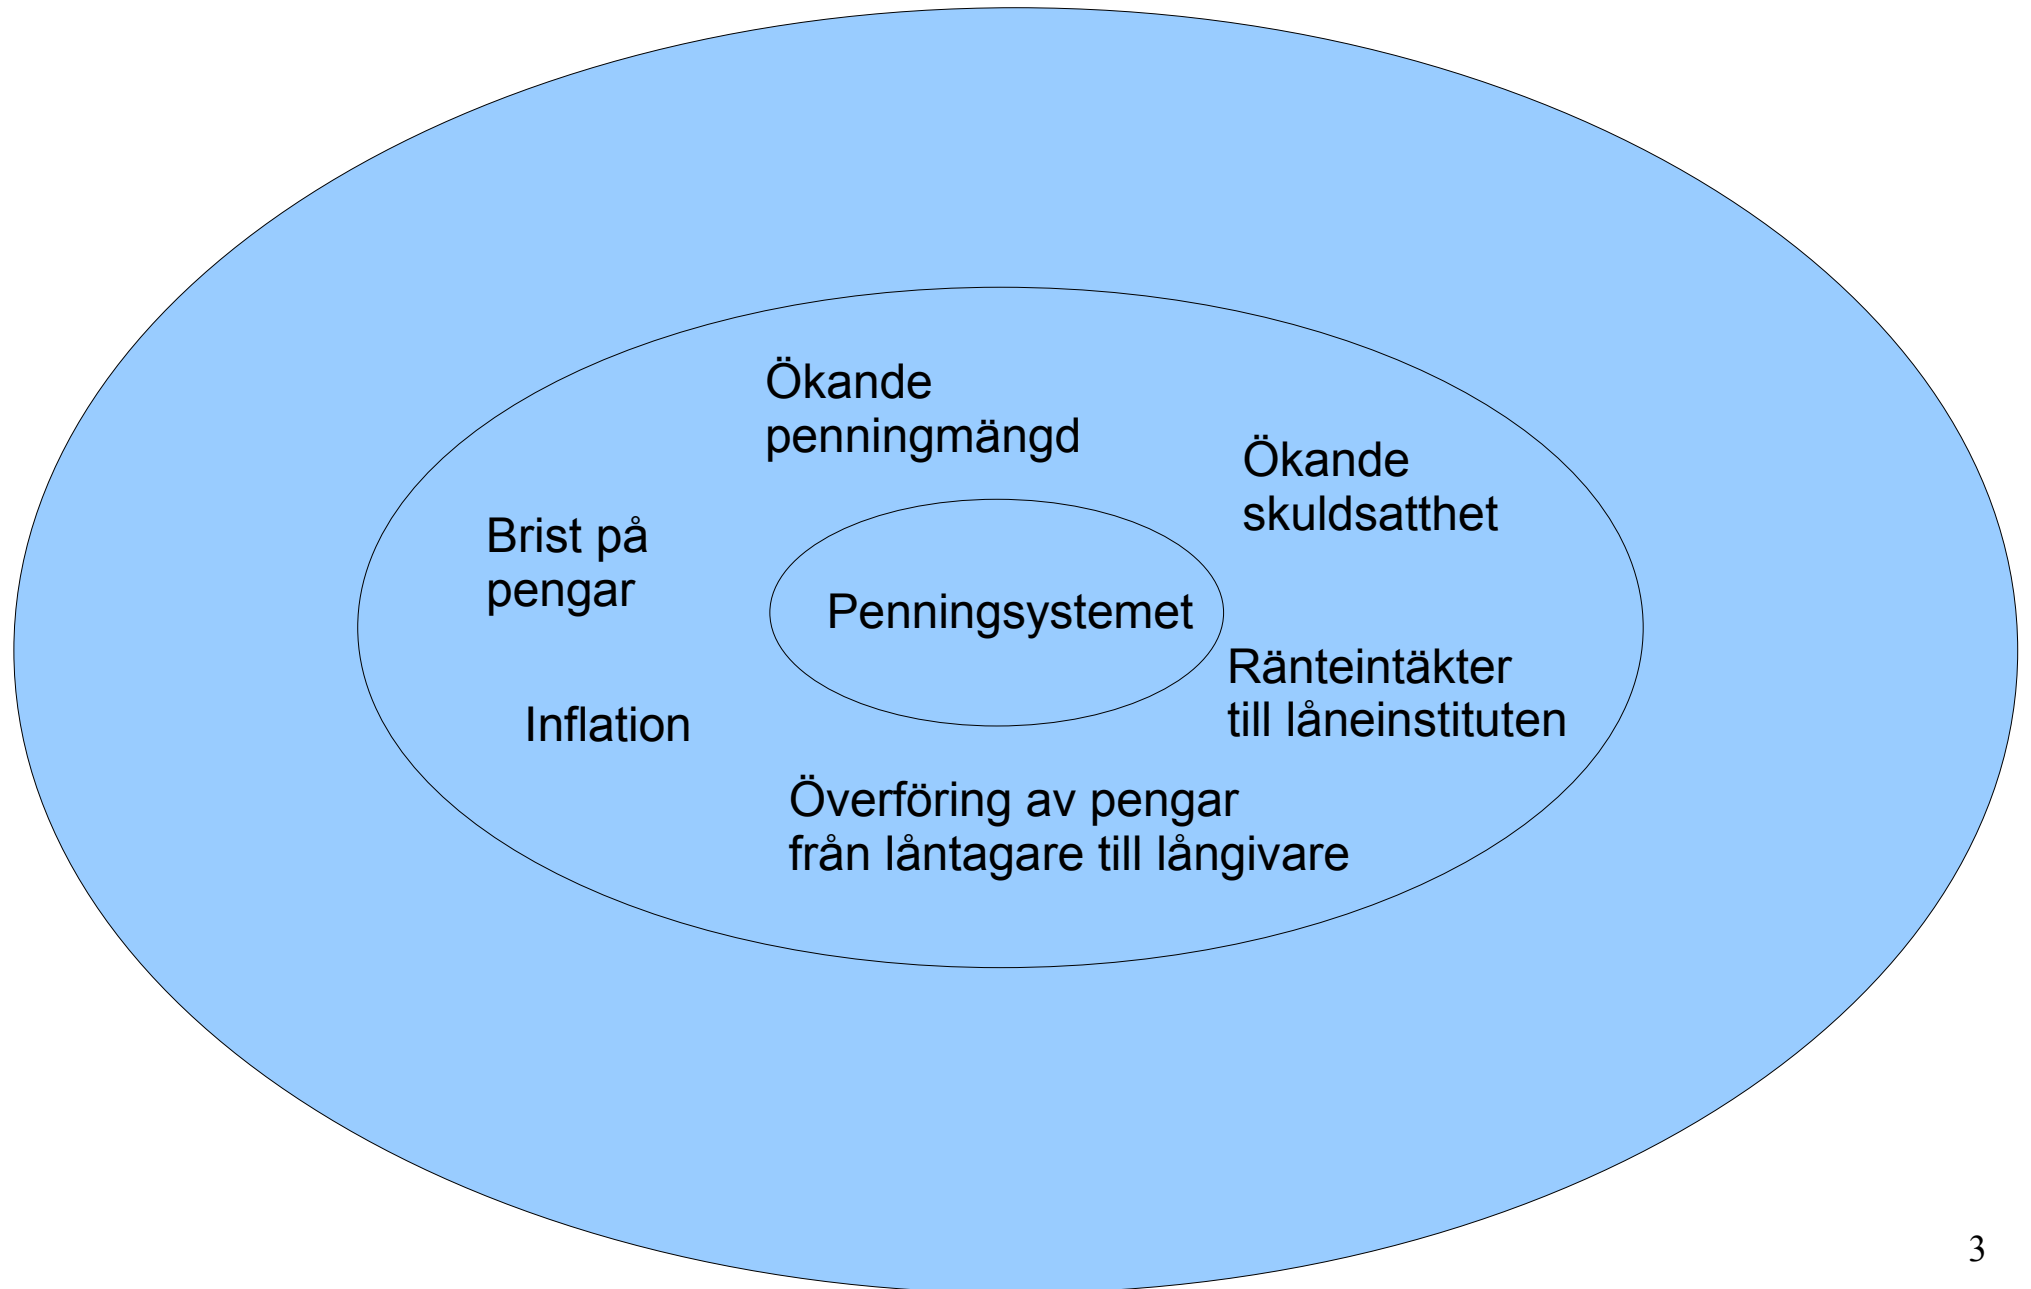 Ökande
penningmängd
Ökande
skuldsatthet
Brist på
pengar
Penningsystemet
Ränteintäkter
till låneinstituten
Inflation
Överföring av pengar
från låntagare till långivare
3